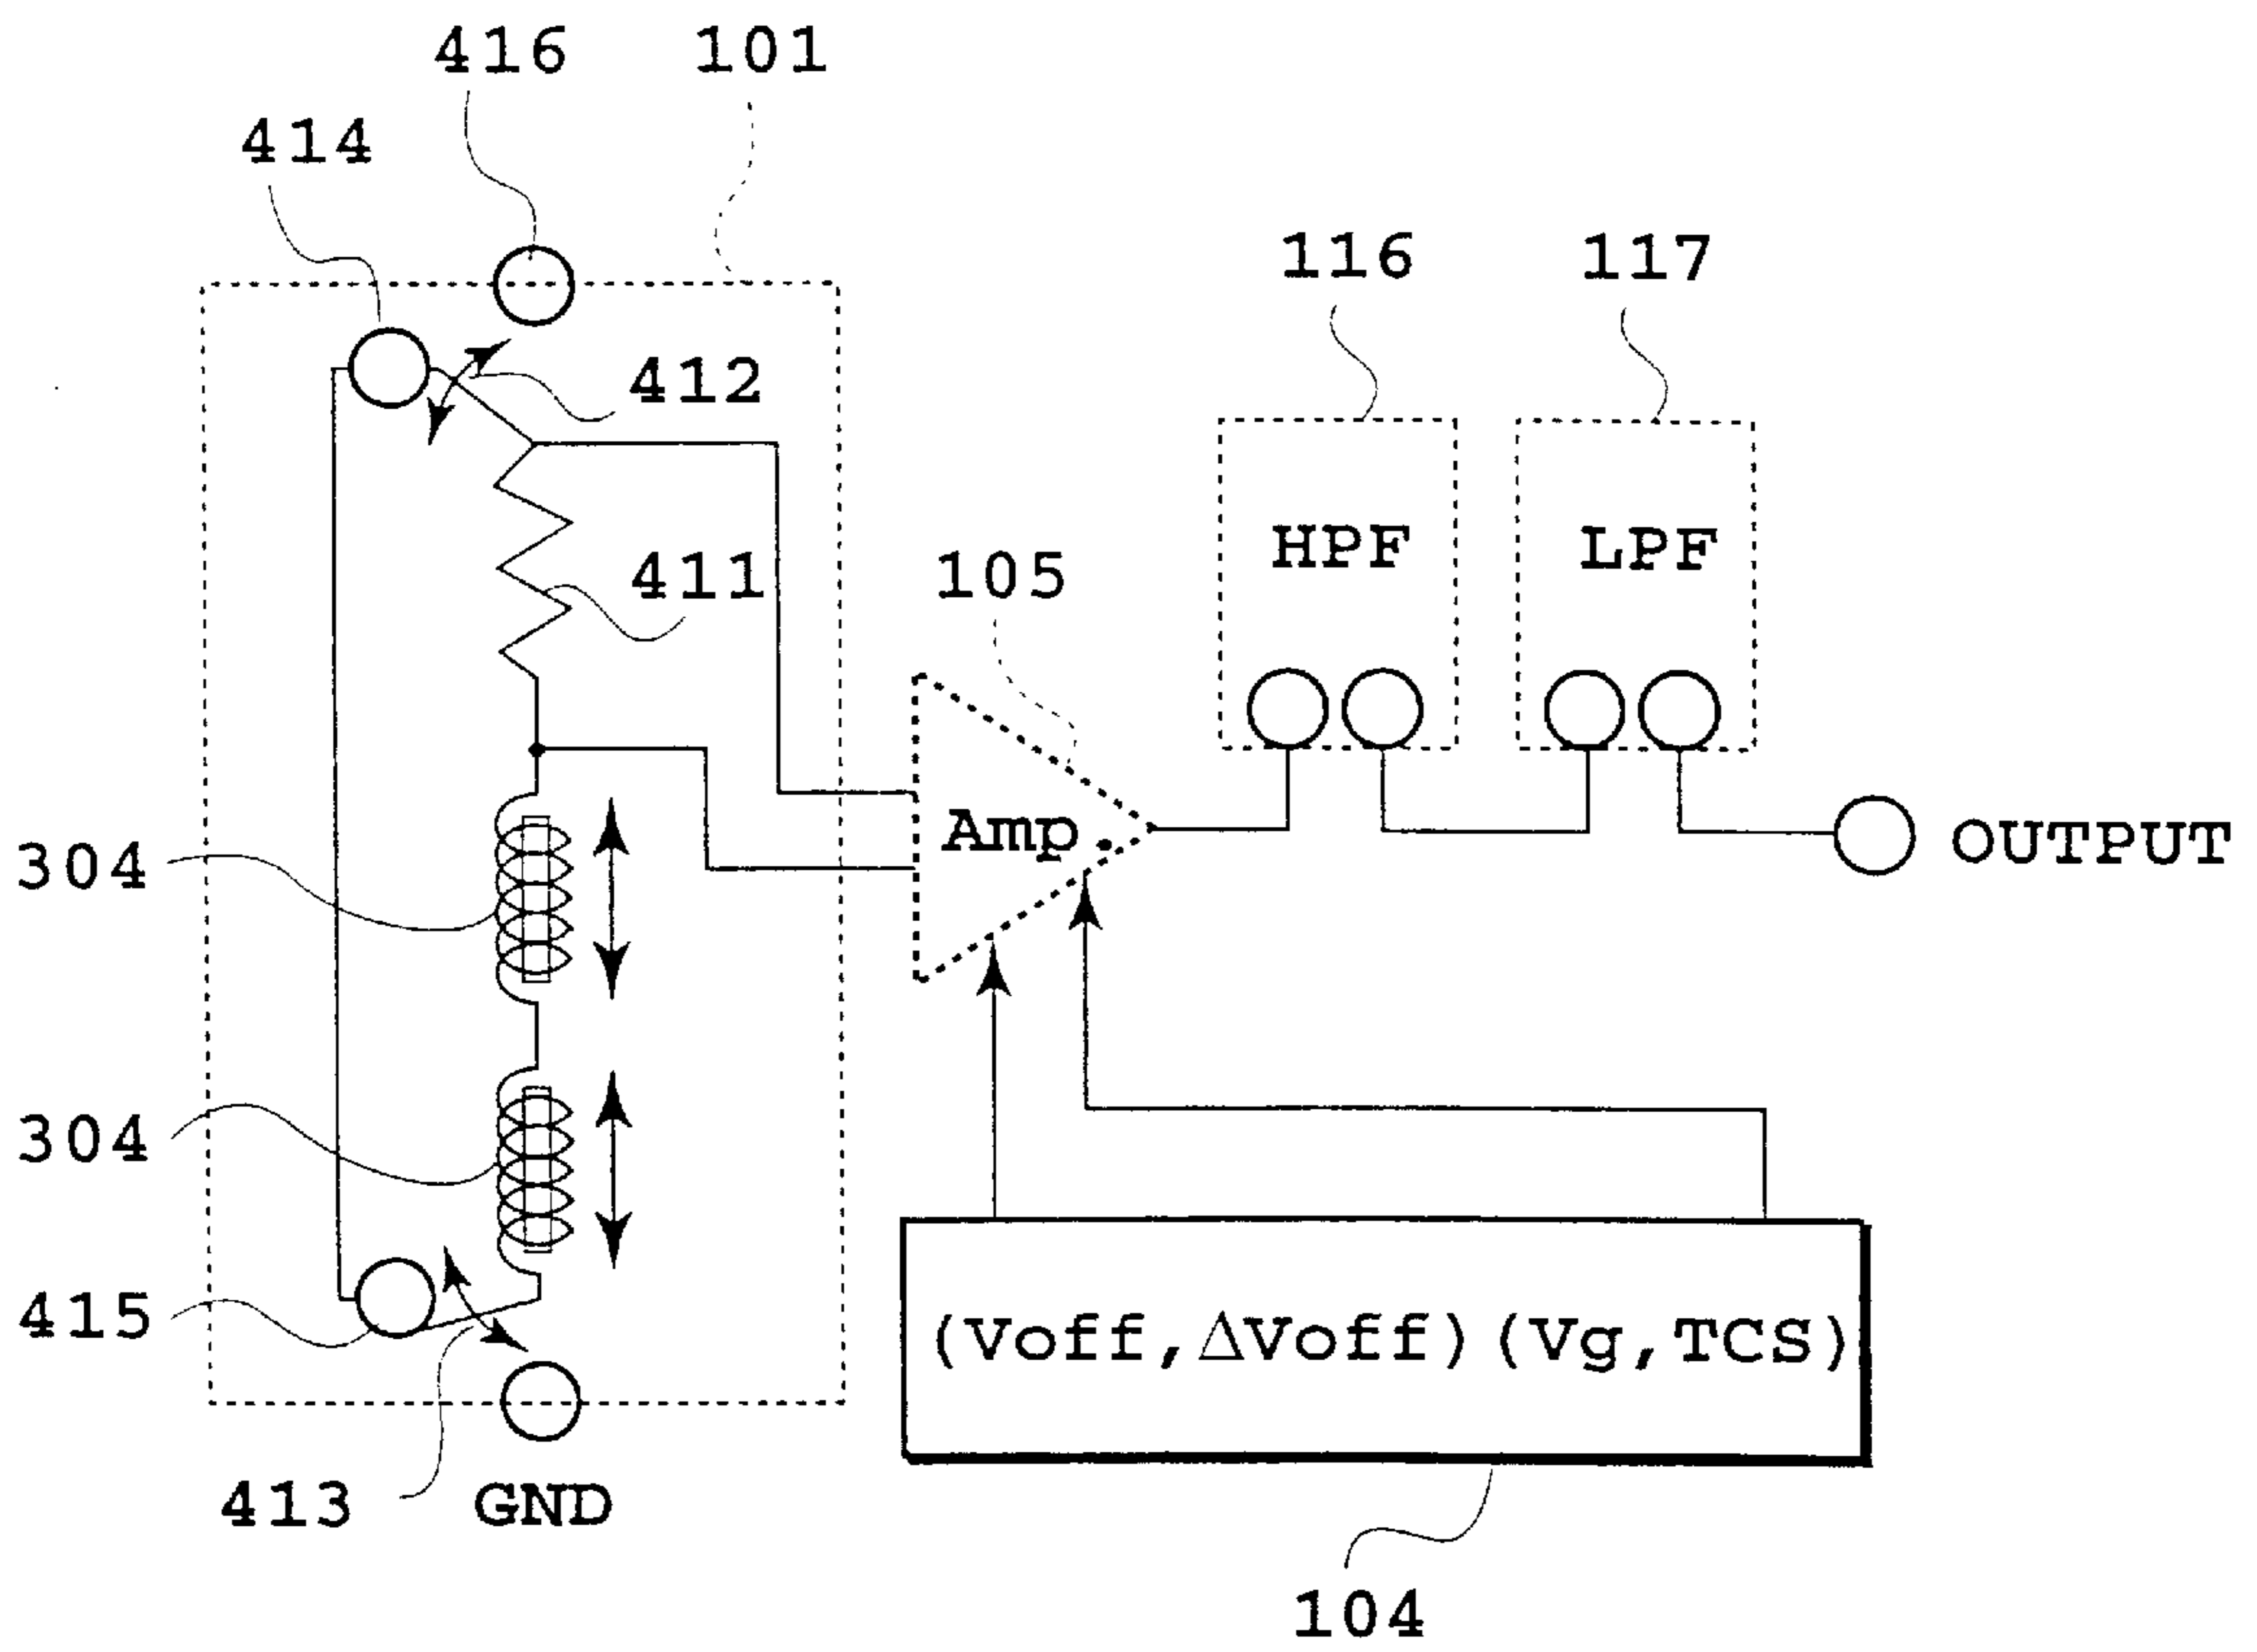 416
101
414
116
117
412
HPF
LPF
411
105
Amp.
304
OUTPUT
304
415
(Voff,ΔVoff)(Vg,TCS)
413
GND
104